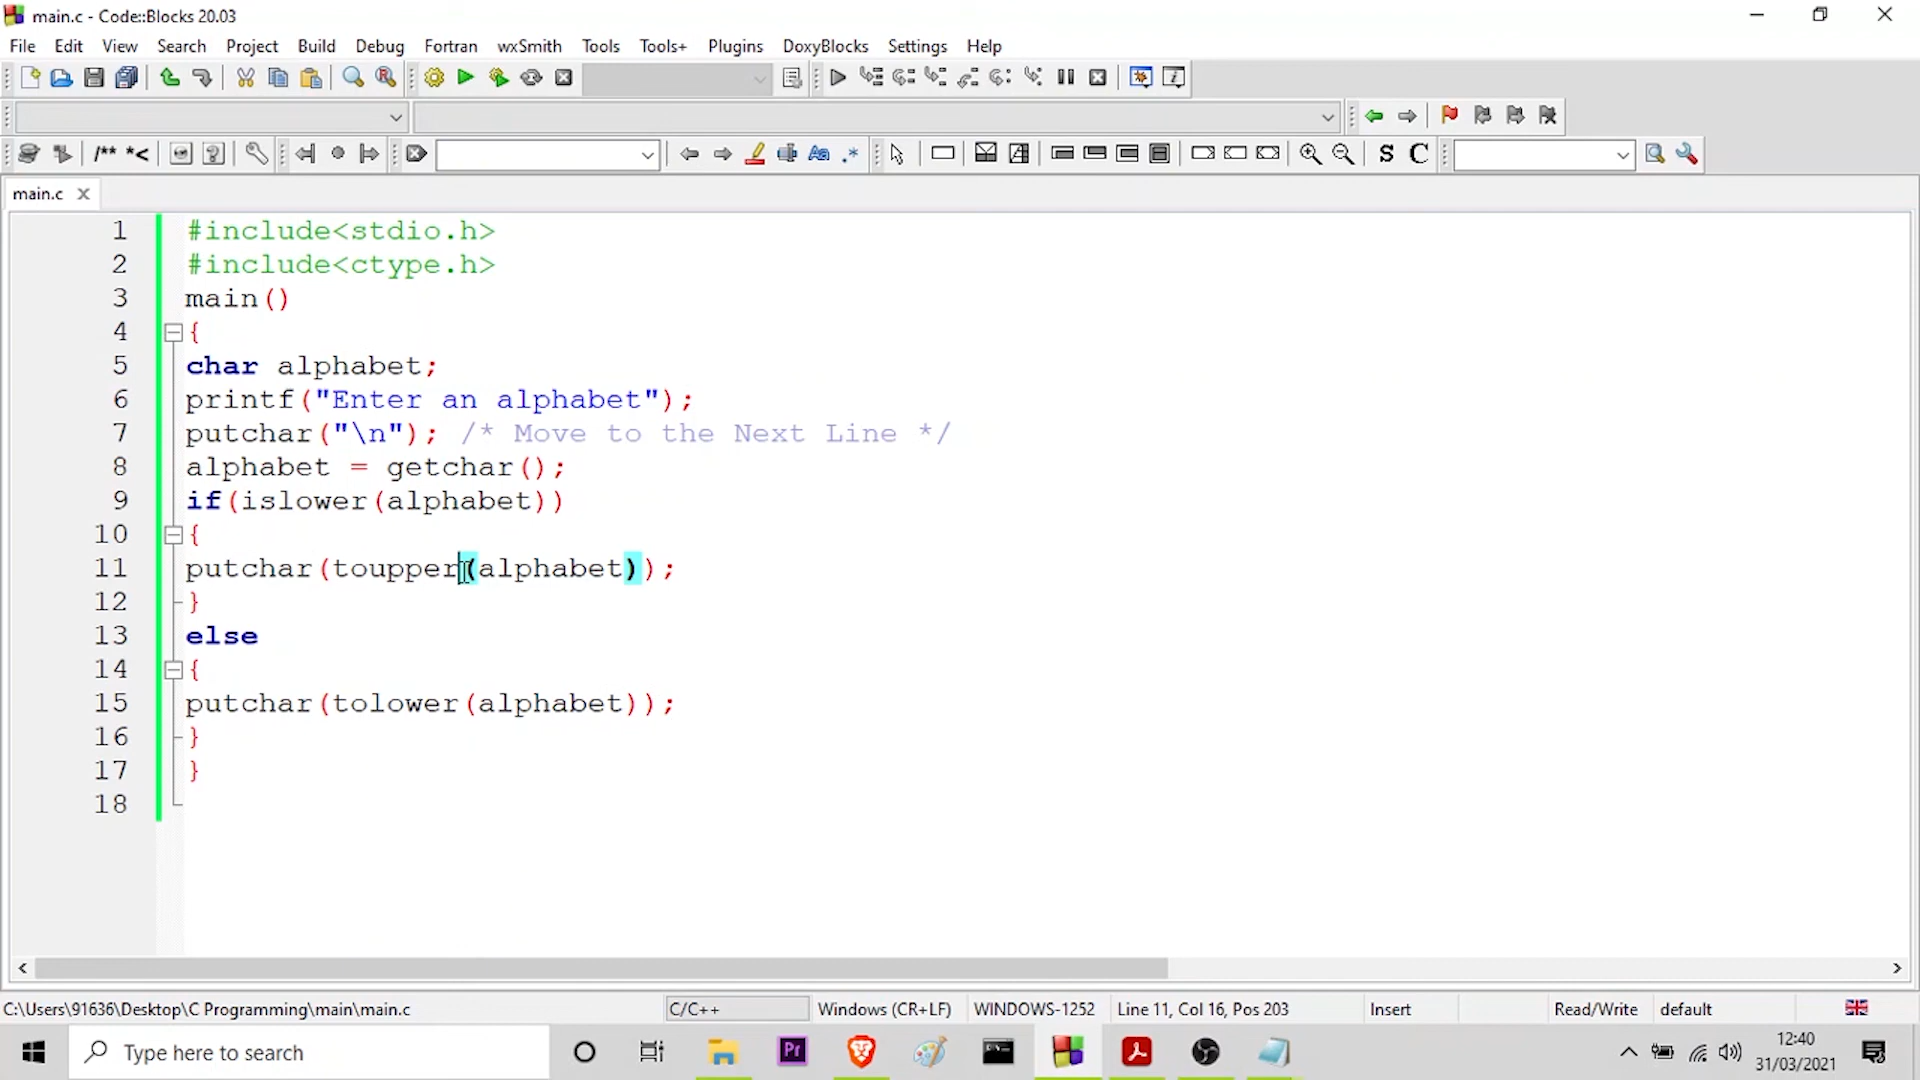 main.c - Code::Blocks 20.03
File Edit View Search Project Build Debug Fortran wxSmith Tools Tools+ Plugins DoxyBlocks Settings Help
/** *< Aa .* S C
main.c
1 #include<stdio.h>
2 #include<ctype.h>
3 main()
4 {
5 char alphabet;
6 printf("Enter an alphabet");
7 putchar("\n"); /* Move to the Next Line */
8 alphabet = getchar();
9 if(islower(alphabet))
10 {
11 putchar(toupper(alphabet));
12 }
13 else
14 {
15 putchar(tolower(alphabet));
16 }
17 }
18
C:\Users\91636\Desktop\C Programming\main\main.c C/C++ Windows (CR+LF) WINDOWS-1252 Line 11, Col 16, Pos 203 Insert Read/Write default
Type here to search Pr 12:40
31/03/2021